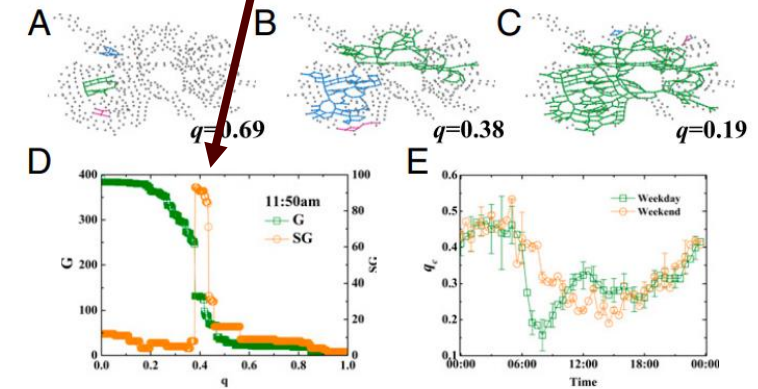 A
B
C
q=0.69
q=0.38
q=0.19
D
E
400
300
200
100
0
G
100
80
60
40
20
0
SG
11:50am
G
SG
0.0 0.2 0.4 0.6 0.8 1.0
q
0.6
0.5
0.4
0.3
0.2
0.1
qc
Weekday
Weekend
00:00 06:00 12:00 18:00 00:00
Time